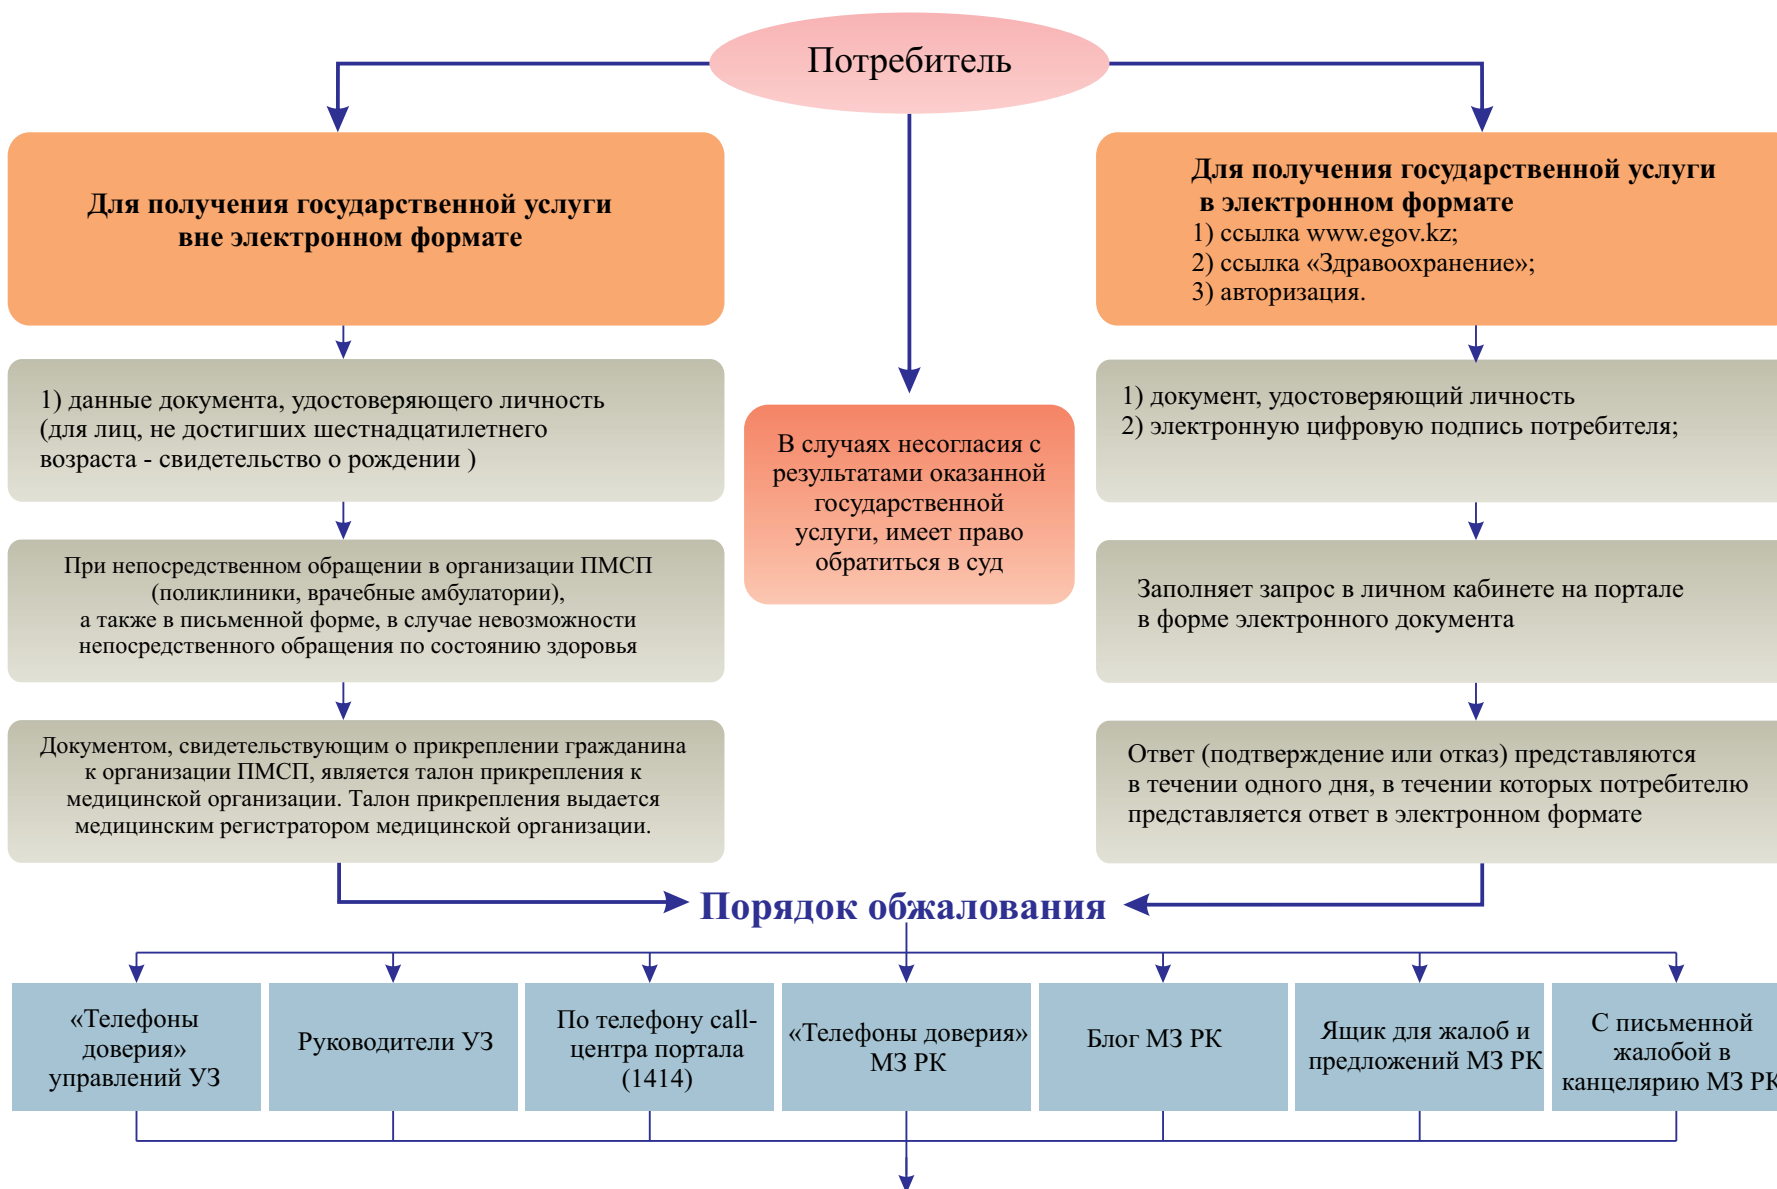 Потребитель
Для получения государственной услуги
вне электронном формате
1) данные документа, удостоверяющего личность
(для лиц, не достигших шестнадцатилетнего
возраста - свидетельство о рождении )
При непосредственном обращении в организации ПМСП
(поликлиники, врачебные амбулатории),
а также в письменной форме, в случае невозможности
непосредственного обращения по состоянию здоровья
Документом, свидетельствующим о прикреплении гражданина
к организации ПМСП, является талон прикрепления к
медицинской организации. Талон прикрепления выдается
медицинским регистратором медицинской организации.
В случаях несогласия с
результатами оказанной
государственной
услуги, имеет право
обратиться в суд
Для получения государственной услуги
в электронном формате
1) ссылка www.egov.kz;
2) ссылка «Здравоохранение»;
3) авторизация.
1) документ, удостоверяющий личность
2) электронную цифровую подпись потребителя;
Заполняет запрос в личном кабинете на портале
в форме электронного документа
Ответ (подтверждение или отказ) представляются
в течении одного дня, в течении которых потребителю
представляется ответ в электронном формате
Порядок обжалования
«Телефоны
доверия»
управлений УЗ
Руководители УЗ
По телефону call-
центра портала
(1414)
«Телефоны доверия»
МЗ РК
Блог МЗ РК
Ящик для жалоб и
предложений МЗ РК
С письменной
жалобой в
канцелярию МЗ РК